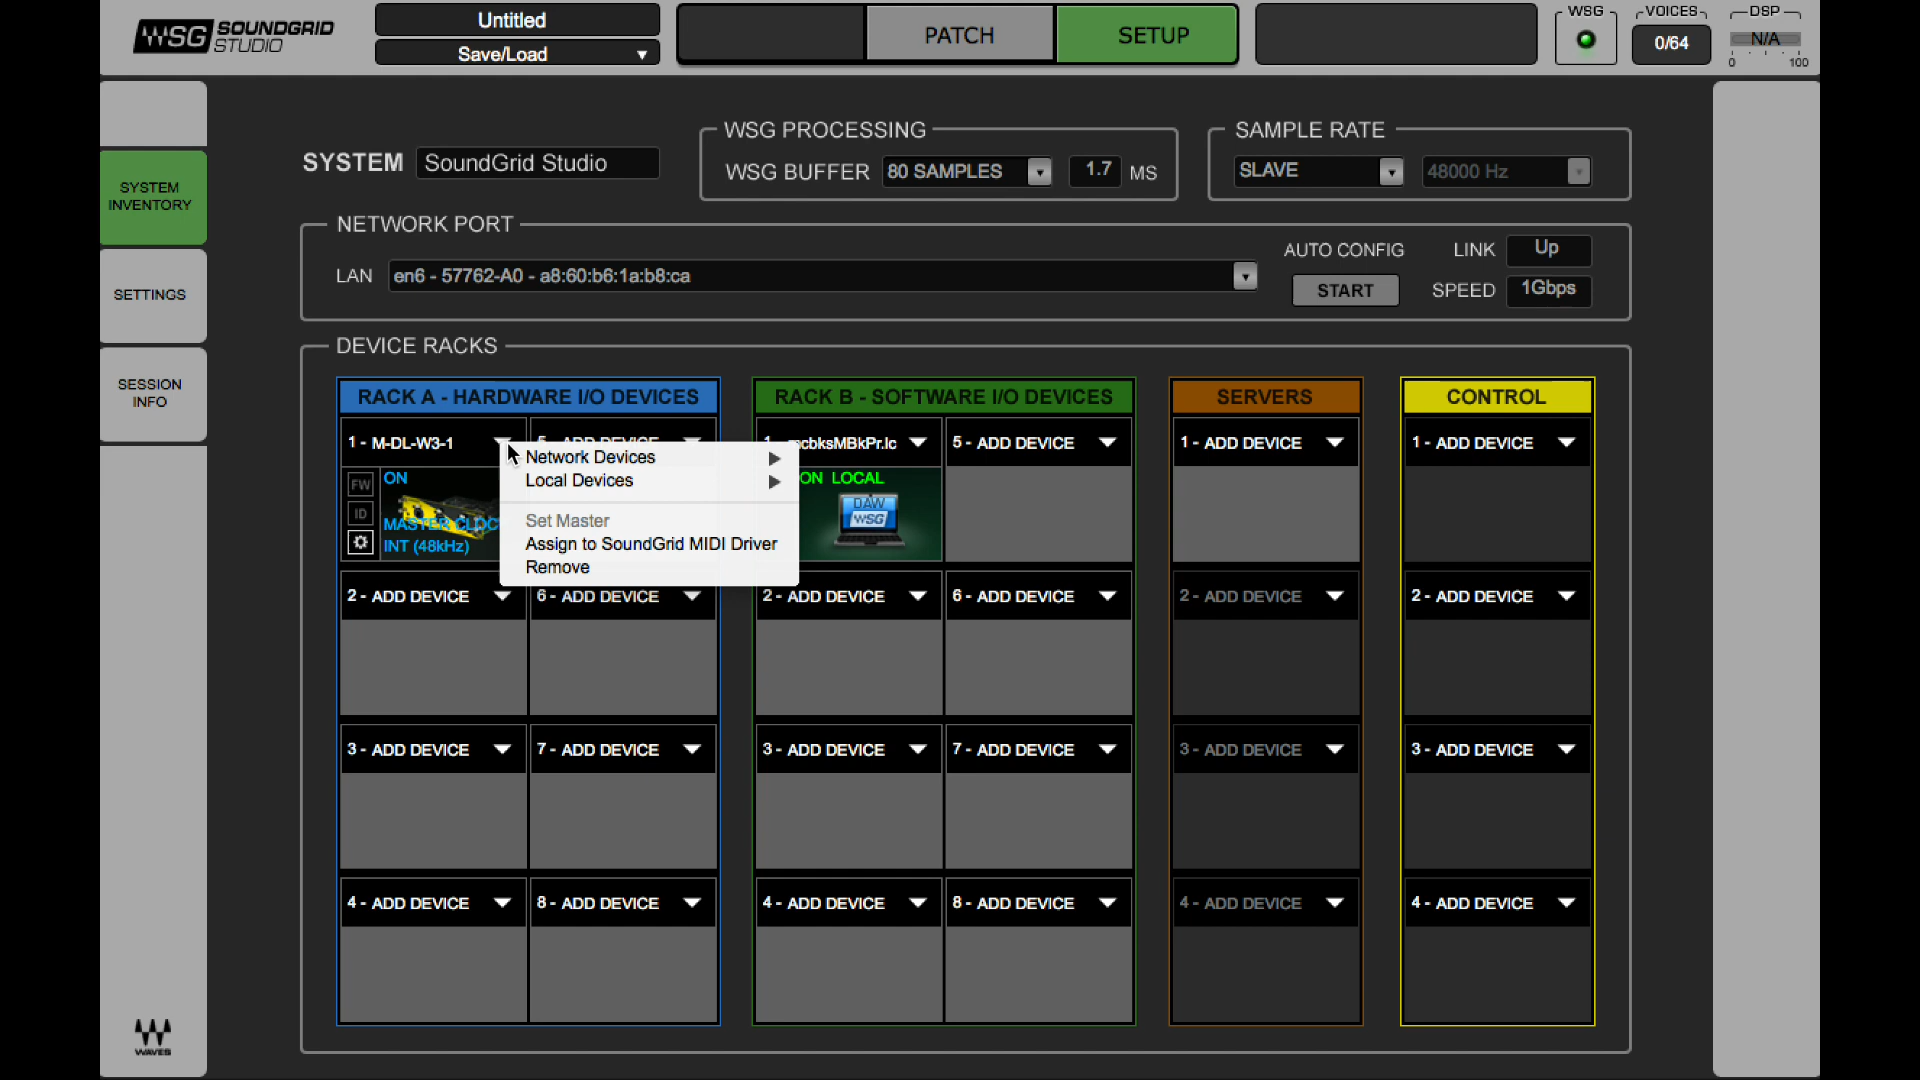 WSG SOUNDGRID STUDIO
Untitled
Save/Load
PATCH
SETUP
WSG
VOICES
0/64
DSP
N/A
0 100
SYSTEM INVENTORY
SETTINGS
SESSION INFO
WAVES
SYSTEM SoundGrid Studio
WSG PROCESSING
WSG BUFFER 80 SAMPLES 1.7 MS
SAMPLE RATE
SLAVE 48000 Hz
NETWORK PORT
LAN en6 - 57762-A0 - a8:60:b6:1a:b8:ca
AUTO CONFIG
START
LINK Up
SPEED 1Gbps
DEVICE RACKS
RACK A - HARDWARE I/O DEVICES
1 - M-DL-W3-1
5 - ADD DEVICE
FW
ID
ON
MASTER CLOC
INT (48kHz)
Network Devices
Local Devices
Set Master
Assign to SoundGrid MIDI Driver
Remove
2 - ADD DEVICE
6 - ADD DEVICE
3 - ADD DEVICE
7 - ADD DEVICE
4 - ADD DEVICE
8 - ADD DEVICE
RACK B - SOFTWARE I/O DEVICES
mcbksMBkPr.lc
5 - ADD DEVICE
ON LOCAL
DAW
WSG
2 - ADD DEVICE
6 - ADD DEVICE
3 - ADD DEVICE
7 - ADD DEVICE
4 - ADD DEVICE
8 - ADD DEVICE
SERVERS
1 - ADD DEVICE
2 - ADD DEVICE
3 - ADD DEVICE
4 - ADD DEVICE
CONTROL
1 - ADD DEVICE
2 - ADD DEVICE
3 - ADD DEVICE
4 - ADD DEVICE